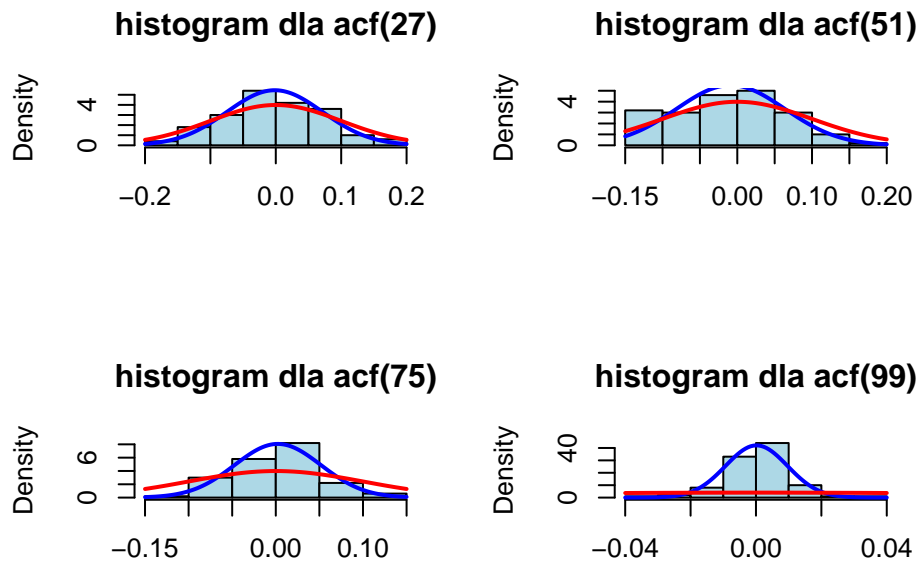 histogram dla acf(27)
Density
0 4
−0.2 0.0 0.1 0.2
histogram dla acf(51)
Density
0 4
−0.15 0.00 0.10 0.20
histogram dla acf(75)
Density
0 6
−0.15 0.00 0.10
histogram dla acf(99)
Density
0 40
−0.04 0.00 0.04